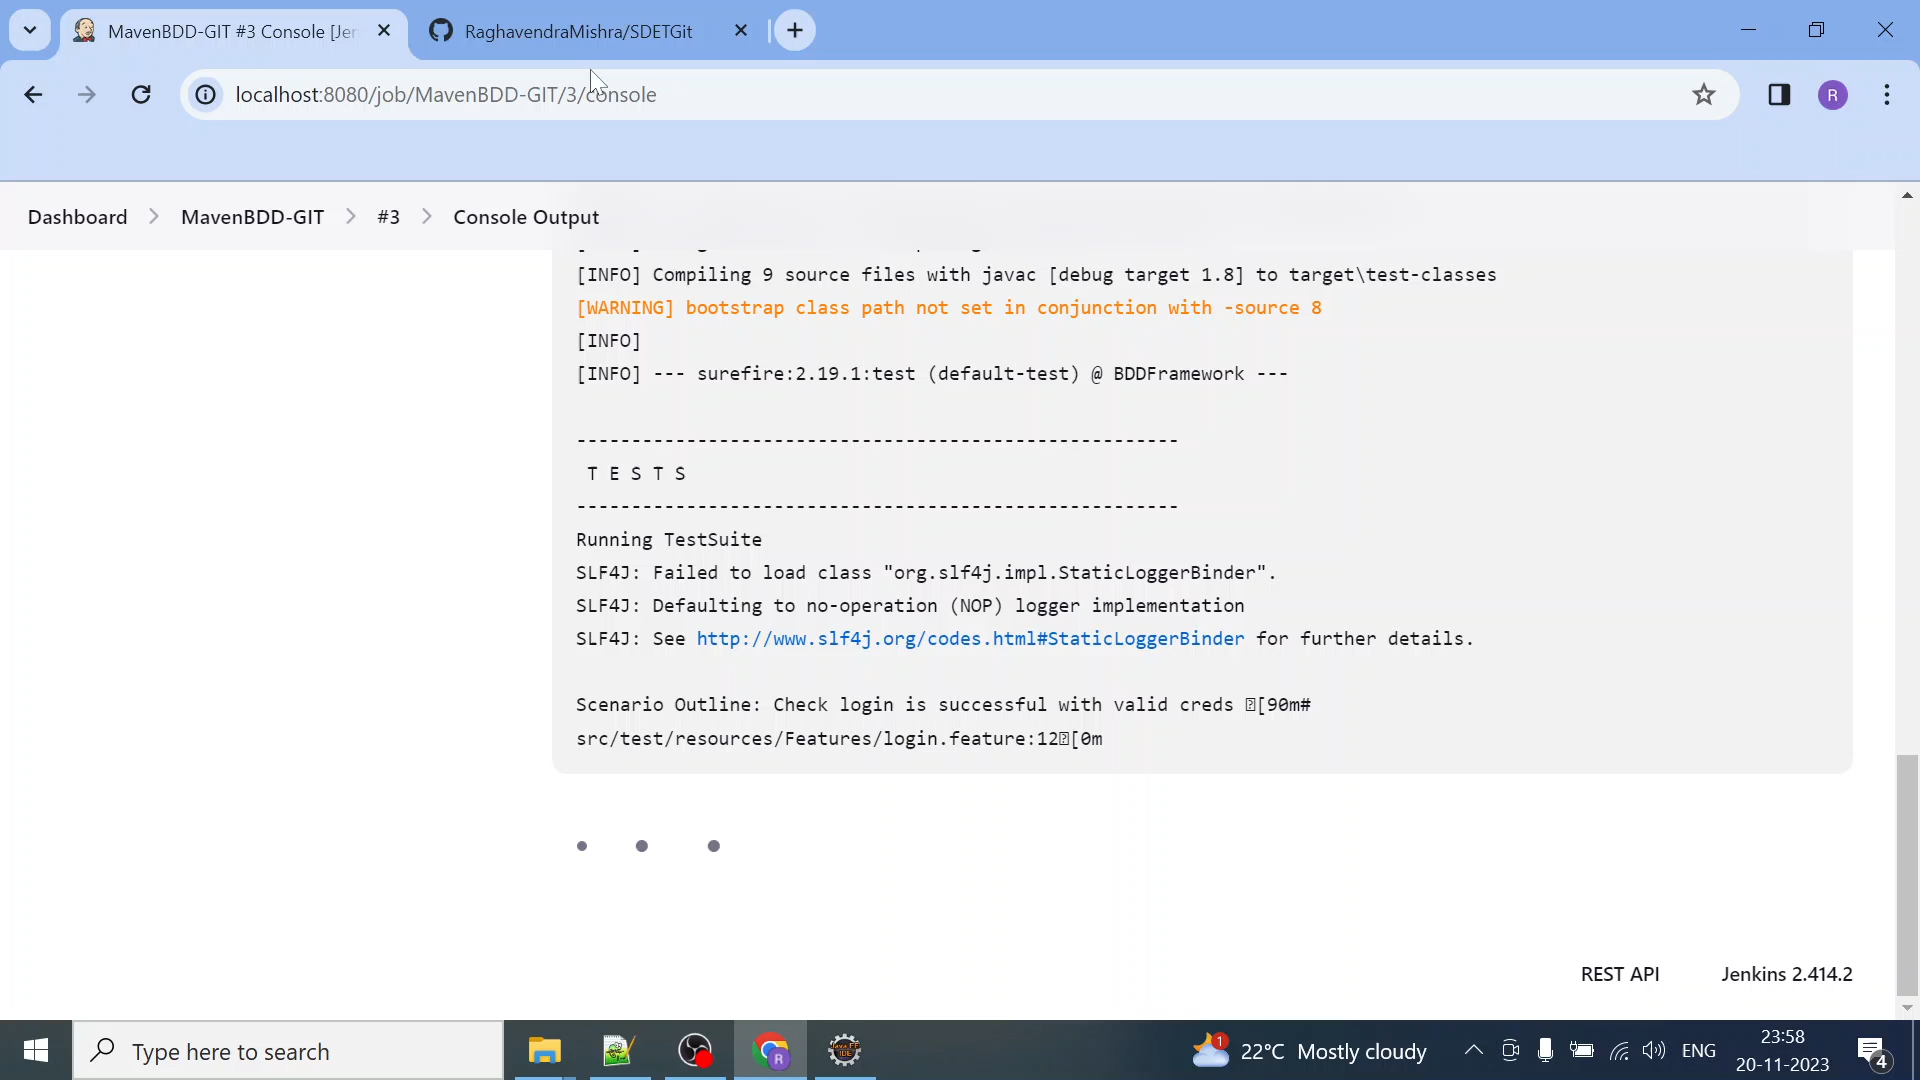 MavenBDD-GIT #3 Console [Jer
RaghavendraMishra/SDETGit
localhost:8080/job/MavenBDD-GIT/3/console
R
Dashboard
MavenBDD-GIT
#3
Console Output
[INFO] Compiling 9 source files with javac [debug target 1.8] to target\test-classes
[WARNING] bootstrap class path not set in conjunction with -source 8
[INFO]
[INFO] --- surefire:2.19.1:test (default-test) @ BDDFramework ---
-------------------------------------------------------
T E S T S
-------------------------------------------------------
Running TestSuite
SLF4J: Failed to load class "org.slf4j.impl.StaticLoggerBinder".
SLF4J: Defaulting to no-operation (NOP) logger implementation
SLF4J: See http://www.slf4j.org/codes.html#StaticLoggerBinder for further details.
Scenario Outline: Check login is successful with valid creds [90m#
src/test/resources/Features/login.feature:12[0m
REST API
Jenkins 2.414.2
Type here to search
R
Java EE
IDE
1
22°C Mostly cloudy
ENG
23:58
20-11-2023
4